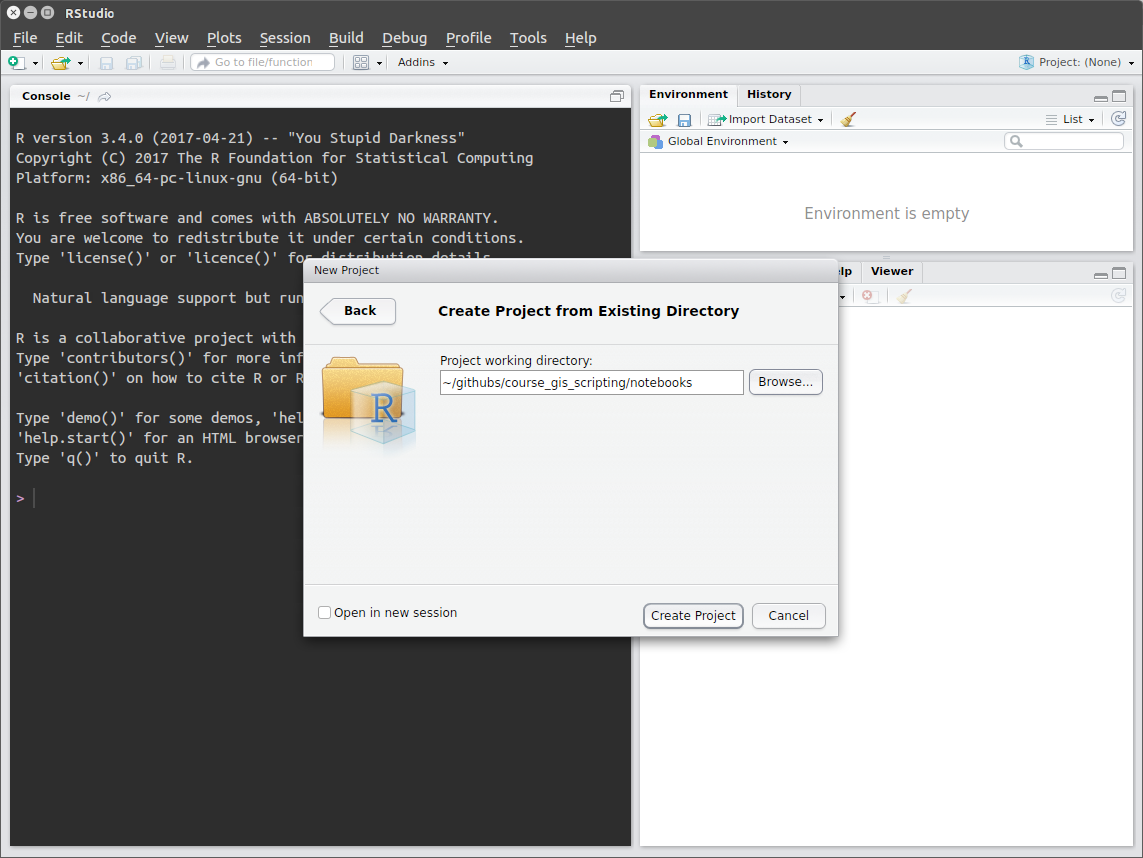 RStudio
File Edit Code View Plots Session Build Debug Profile Tools Help
Go to file/function Addins Project: (None)
Console ~/
R version 3.4.0 (2017-04-21) -- "You Stupid Darkness"
Copyright (C) 2017 The R Foundation for Statistical Computing
Platform: x86_64-pc-linux-gnu (64-bit)
R is free software and comes with ABSOLUTELY NO WARRANTY.
You are welcome to redistribute it under certain conditions.
Type 'license()' or 'licence()' for distribution details.
Natural language support but run
R is a collaborative project with
Type 'contributors()' for more inf
'citation()' on how to cite R or R
Type 'demo()' for some demos, 'hel
'help.start()' for an HTML browser
Type 'q()' to quit R.
>
Environment History
Import Dataset List
Global Environment
Environment is empty
lp Viewer
New Project
Back Create Project from Existing Directory
R
Project working directory:
~/githubs/course_gis_scripting/notebooks Browse...
Open in new session Create Project Cancel